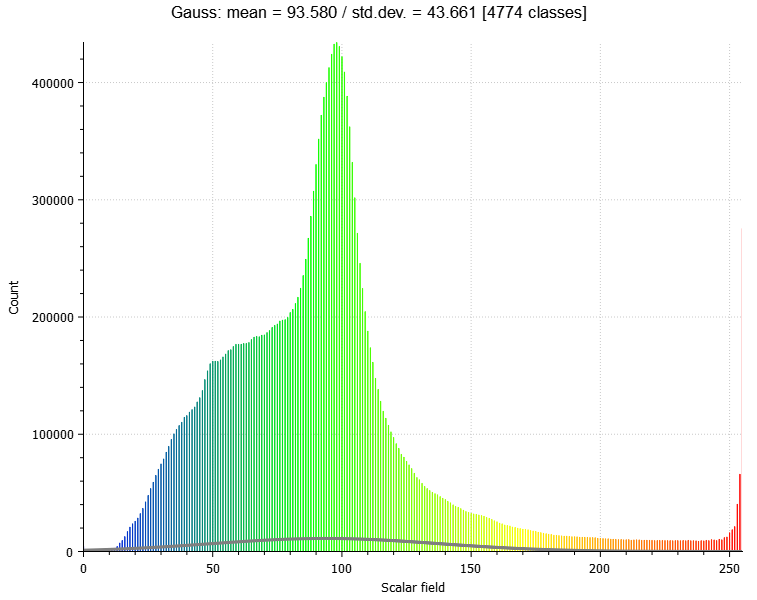 Gauss: mean = 93.580 / std.dev. = 43.661 [4774 classes]
400000
300000
200000
100000
0
Count
0 50 100 150 200 250
Scalar field